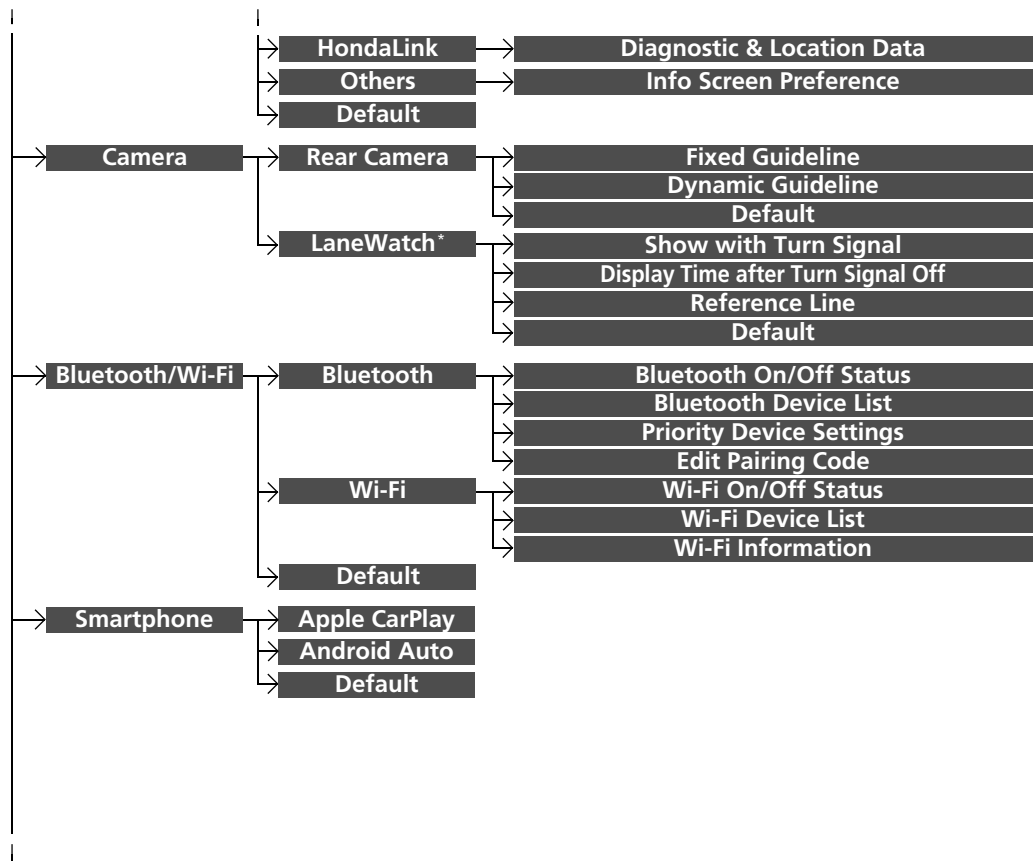 HondaLink
Diagnostic & Location Data
Others
Info Screen Preference
Default
Camera
Rear Camera
Fixed Guideline
Dynamic Guideline
Default
LaneWatch*
Show with Turn Signal
Display Time after Turn Signal Off
Reference Line
Default
Bluetooth/Wi-Fi
Bluetooth
Bluetooth On/Off Status
Bluetooth Device List
Priority Device Settings
Edit Pairing Code
Wi-Fi
Wi-Fi On/Off Status
Wi-Fi Device List
Wi-Fi Information
Default
Smartphone
Apple CarPlay
Android Auto
Default